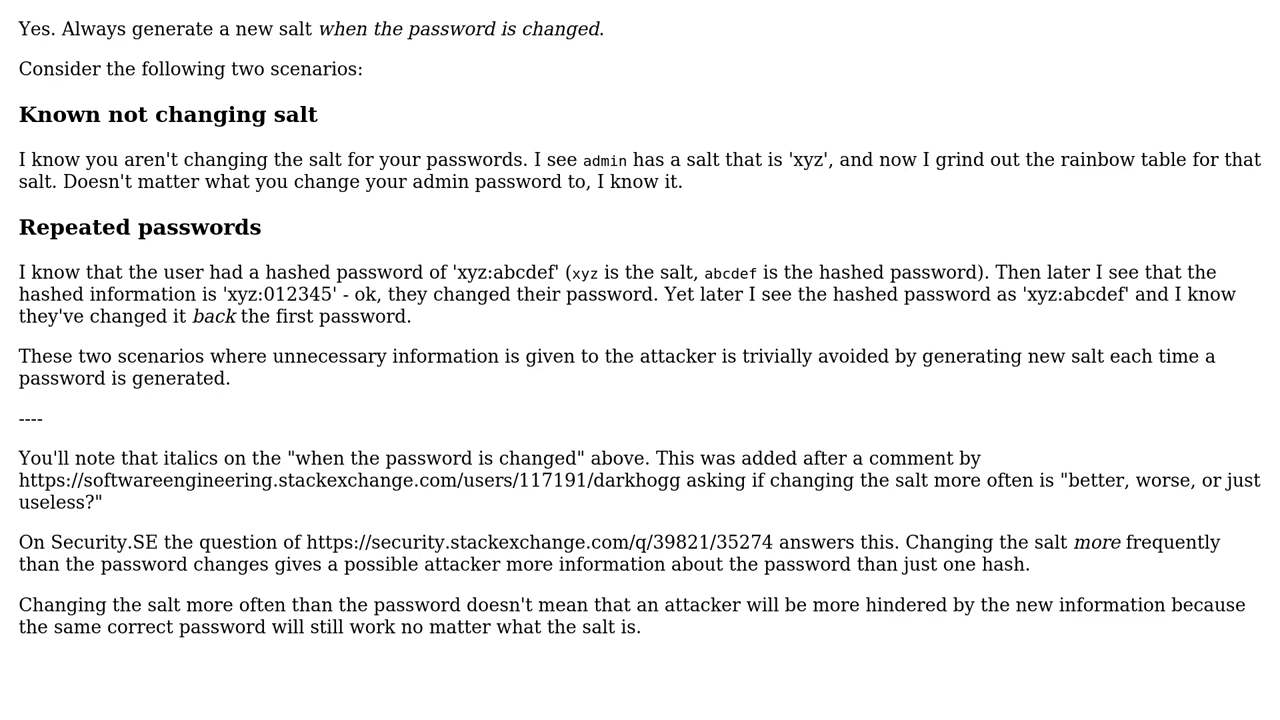 Yes. Always generate a new salt when the password is changed.
Consider the following two scenarios:
Known not changing salt
I know you aren't changing the salt for your passwords. I see admin has a salt that is 'xyz', and now I grind out the rainbow table for that
salt. Doesn't matter what you change your admin password to, I know it.
Repeated passwords
I know that the user had a hashed password of 'xyz:abcdef' (xyz is the salt, abcdef is the hashed password). Then later I see that the
hashed information is 'xyz:012345' - ok, they changed their password. Yet later I see the hashed password as 'xyz:abcdef' and I know
they've changed it back the first password.
These two scenarios where unnecessary information is given to the attacker is trivially avoided by generating new salt each time a
password is generated.
----
You'll note that italics on the "when the password is changed" above. This was added after a comment by
https://softwareengineering.stackexchange.com/users/117191/darkhogg asking if changing the salt more often is "better, worse, or just
useless?"
On Security.SE the question of https://security.stackexchange.com/q/39821/35274 answers this. Changing the salt more frequently
than the password changes gives a possible attacker more information about the password than just one hash.
Changing the salt more often than the password doesn't mean that an attacker will be more hindered by the new information because
the same correct password will still work no matter what the salt is.